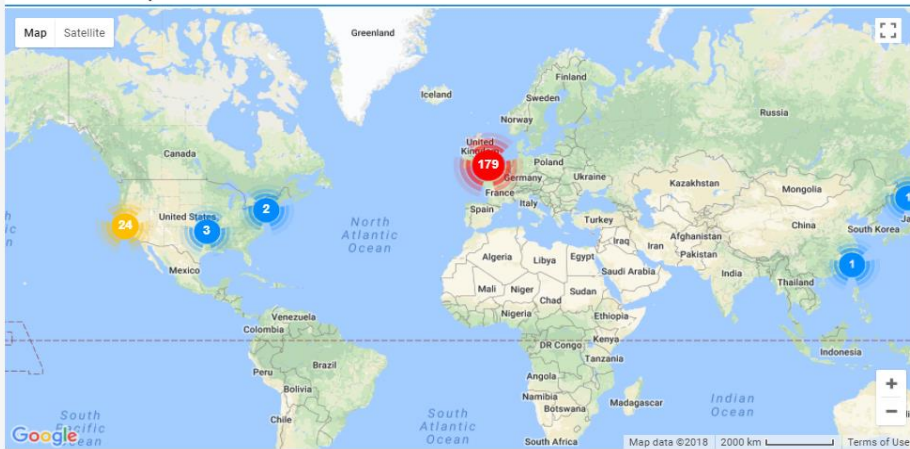 Map Satellite
Greenland
Iceland
Finland
Sweden
Norway
Russia
United
Kingdom
179
Canada
Poland
Germany
Ukraine
France
Kazakhstan
Mongolia
Spain
Italy
Turkey
24
United States
3
2
North
Atlantic
Ocean
China
South Korea
1
Afghanistan
Iraq
Iran
Pakistan
Algeria
Libya
Egypt
Saudi Arabia
India
1
Thailand
Mexico
Mali
Niger
Chad
Sudan
Nigeria
Ethiopia
Venezuela
Colombia
DR Congo
Kenya
Tanzania
Indonesia
Peru
Brazil
Bolivia
Angola
Namibia
Botswana
Madagascar
Indian
Ocean
South
Pacific
Ocean
Chile
South
Atlantic
Ocean
South Africa
+
−
Google
Map data ©2018 2000 km Terms of Use